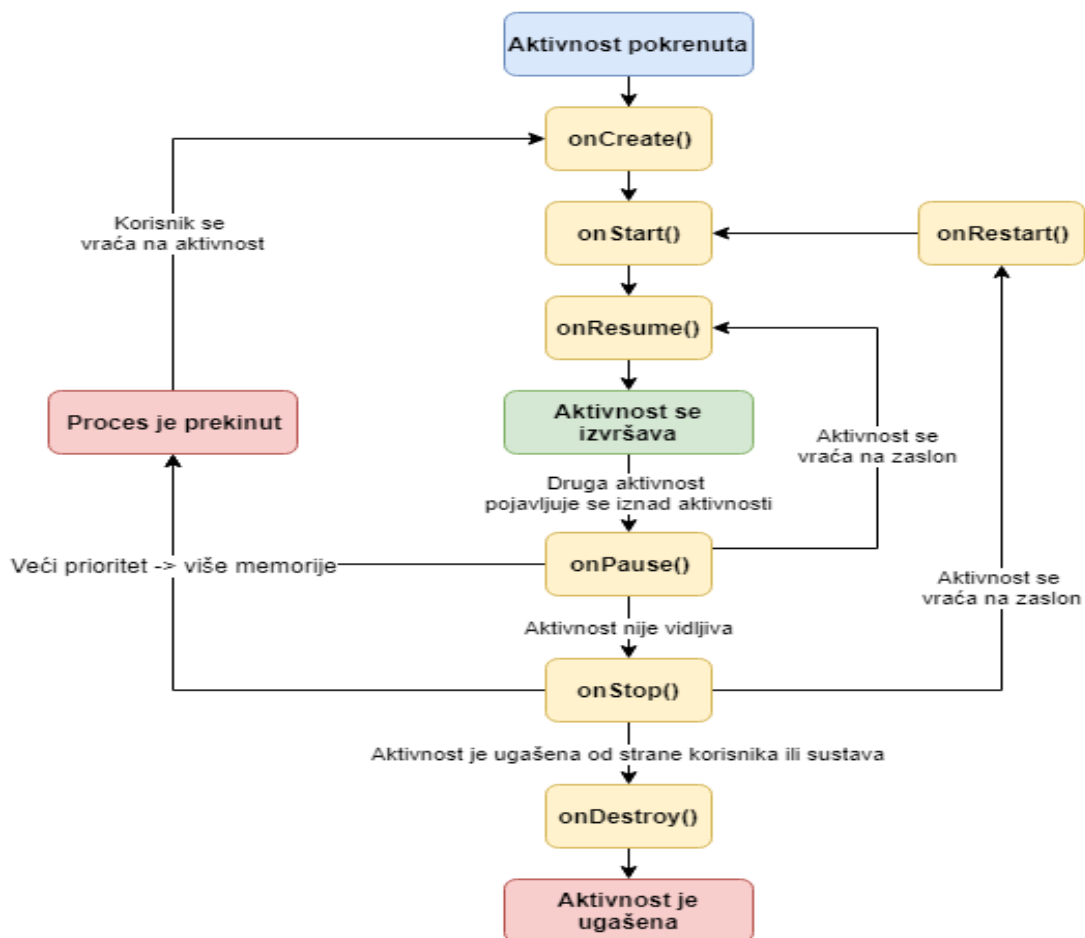 Aktivnost pokrenuta
onCreate()
Korisnik se
vraća na aktivnost
onStart()
onRestart()
onResume()
Proces je prekinut
Aktivnost se
izvršava
Aktivnost se
vraća na zaslon
Druga aktivnost
pojavljuje se iznad aktivnosti
Veći prioritet -> više memorije
onPause()
Aktivnost se
vraća na zaslon
Aktivnost nije vidljiva
onStop()
Aktivnost je ugašena od strane korisnika ili sustava
onDestroy()
Aktivnost je
ugašena